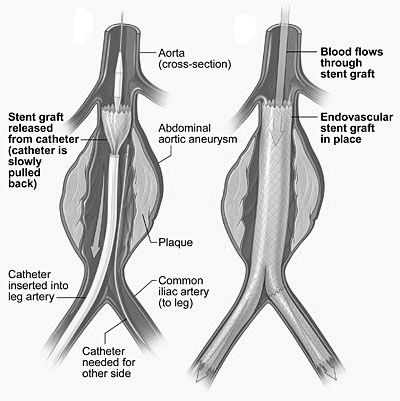 Aorta
(cross-section)
Stent graft
released
from catheter
(catheter is
slowly
pulled
back)
Abdominal
aortic aneurysm
Plaque
Catheter
inserted into
leg artery
Common
iliac artery
(to leg)
Catheter
needed for
other side
Blood flows
through
stent graft
Endovascular
stent graft
in place